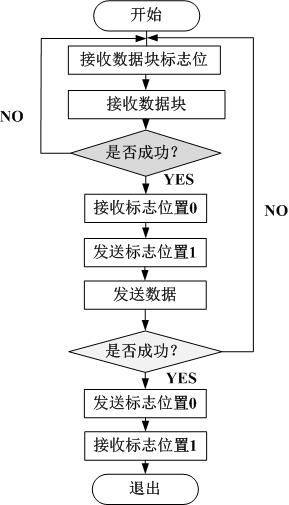 开始
接收数据块标志位
接收数据块
NO
是否成功?
YES
接收标志位置0
NO
发送标志位置1
发送数据
是否成功?
YES
发送标志位置0
接收标志位置1
退出